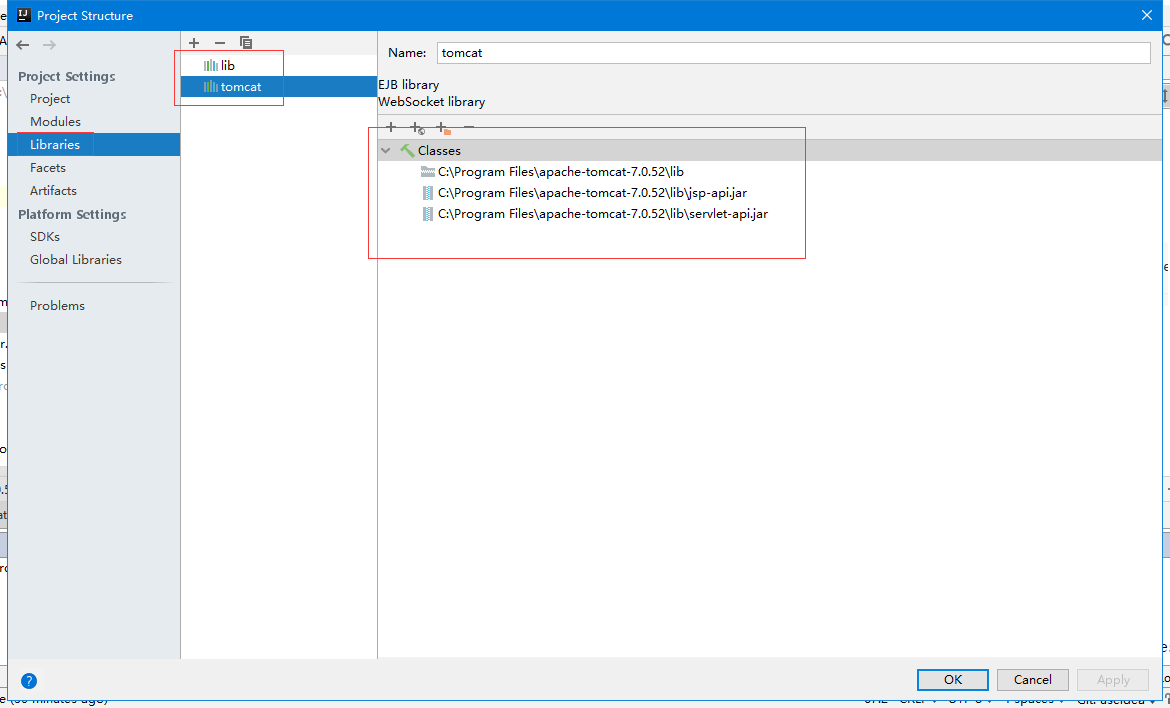 Project Structure
Project Settings
Project
Modules
Libraries
Facets
Artifacts
Platform Settings
SDKs
Global Libraries
Problems
lib
tomcat
Name: tomcat
EJB library
WebSocket library
Classes
C:\Program Files\apache-tomcat-7.0.52\lib
C:\Program Files\apache-tomcat-7.0.52\lib\jsp-api.jar
C:\Program Files\apache-tomcat-7.0.52\lib\servlet-api.jar
?
OK
Cancel
Apply